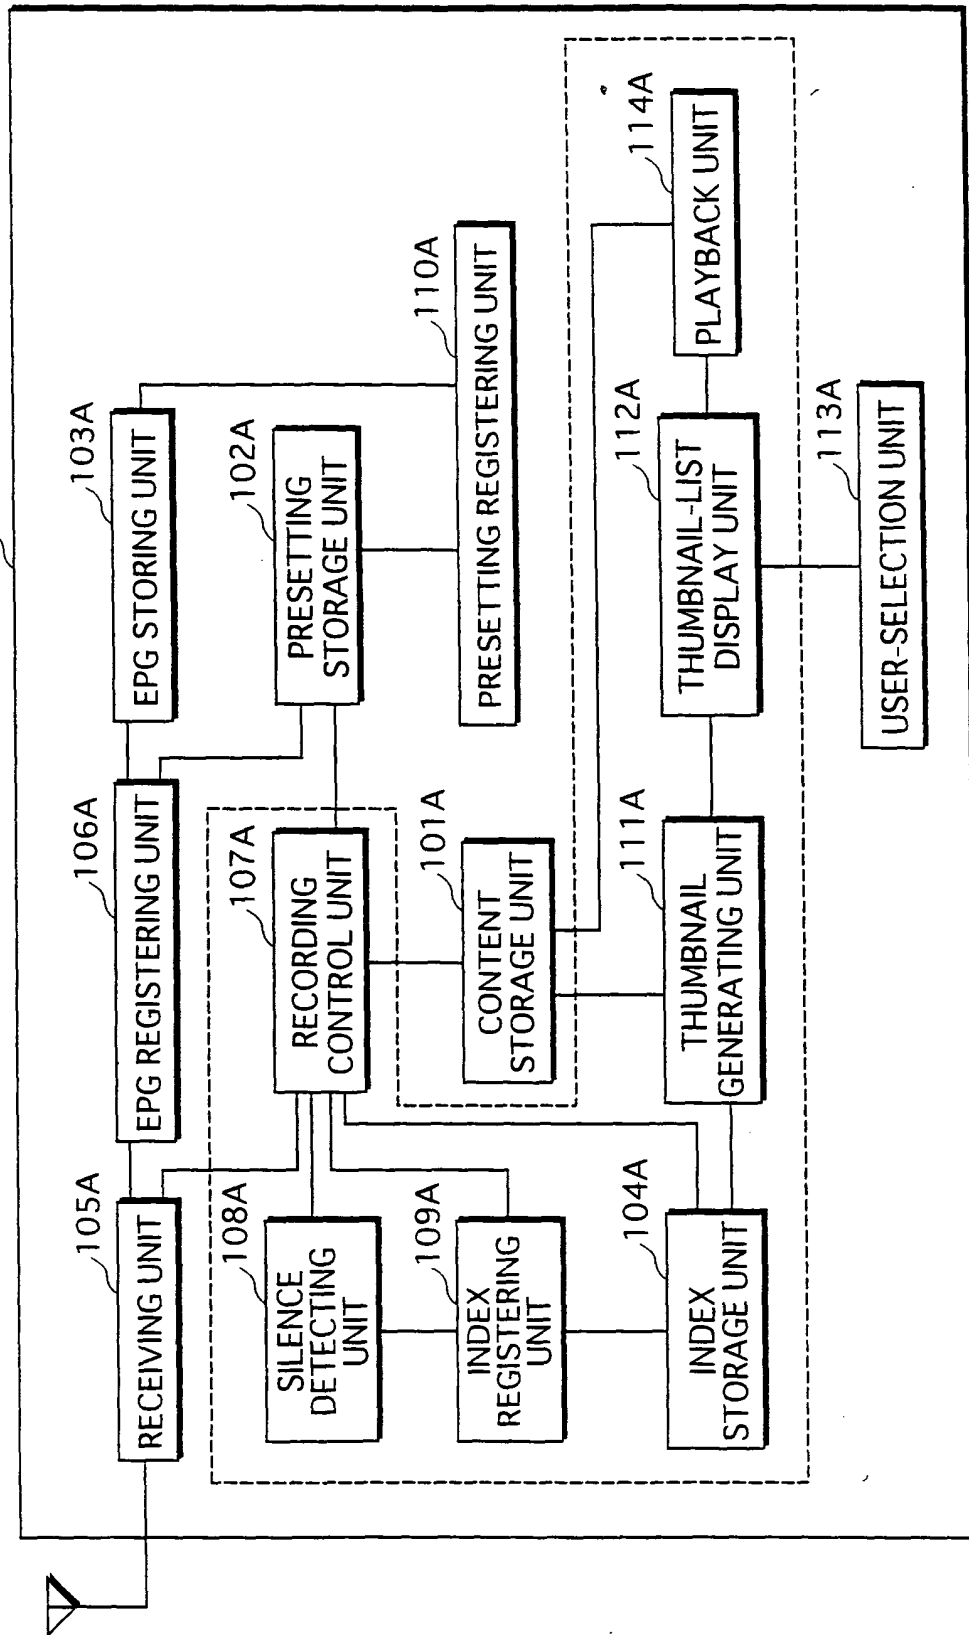 105A
RECEIVING UNIT
106A
EPG REGISTERING UNIT
103A
EPG STORING UNIT
108A
SILENCE
DETECTING
UNIT
107A
RECORDING
CONTROL UNIT
102A
PRESETTING
STORAGE UNIT
109A
INDEX
REGISTERING
UNIT
101A
CONTENT
STORAGE UNIT
110A
PRESETTING REGISTERING UNIT
104A
INDEX
STORAGE UNIT
111A
THUMBNAIL
GENERATING UNIT
112A
THUMBNAIL-LIST
DISPLAY UNIT
114A
PLAYBACK UNIT
113A
USER-SELECTION UNIT